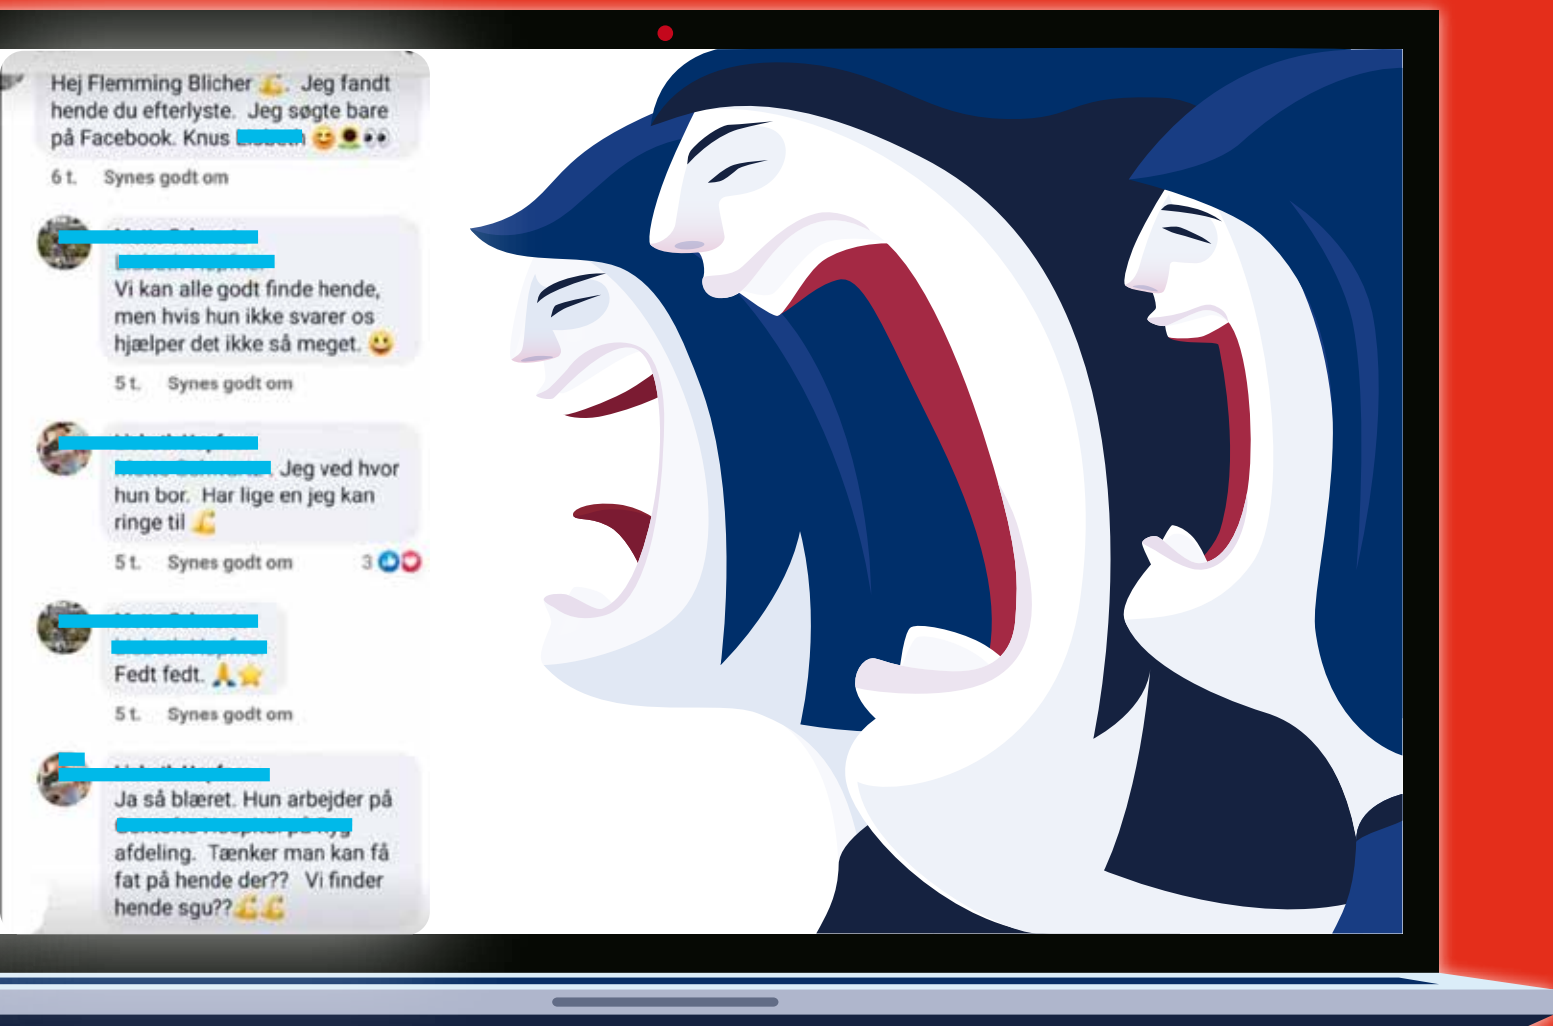 Hej Flemming Blicher 💪. Jeg fandt
hende du efterlyste. Jeg søgte bare
på Facebook. Knus 😊🌻👀
6 t. Synes godt om
Vi kan alle godt finde hende,
men hvis hun ikke svarer os
hjælper det ikke så meget. 😀
5 t. Synes godt om
. Jeg ved hvor
hun bor. Har lige en jeg kan
ringe til 💪
5 t. Synes godt om 3
Fedt fedt. 🙏⭐
5 t. Synes godt om
Ja så blæret. Hun arbejder på
afdeling. Tænker man kan få
fat på hende der?? Vi finder
hende sgu??💪💪